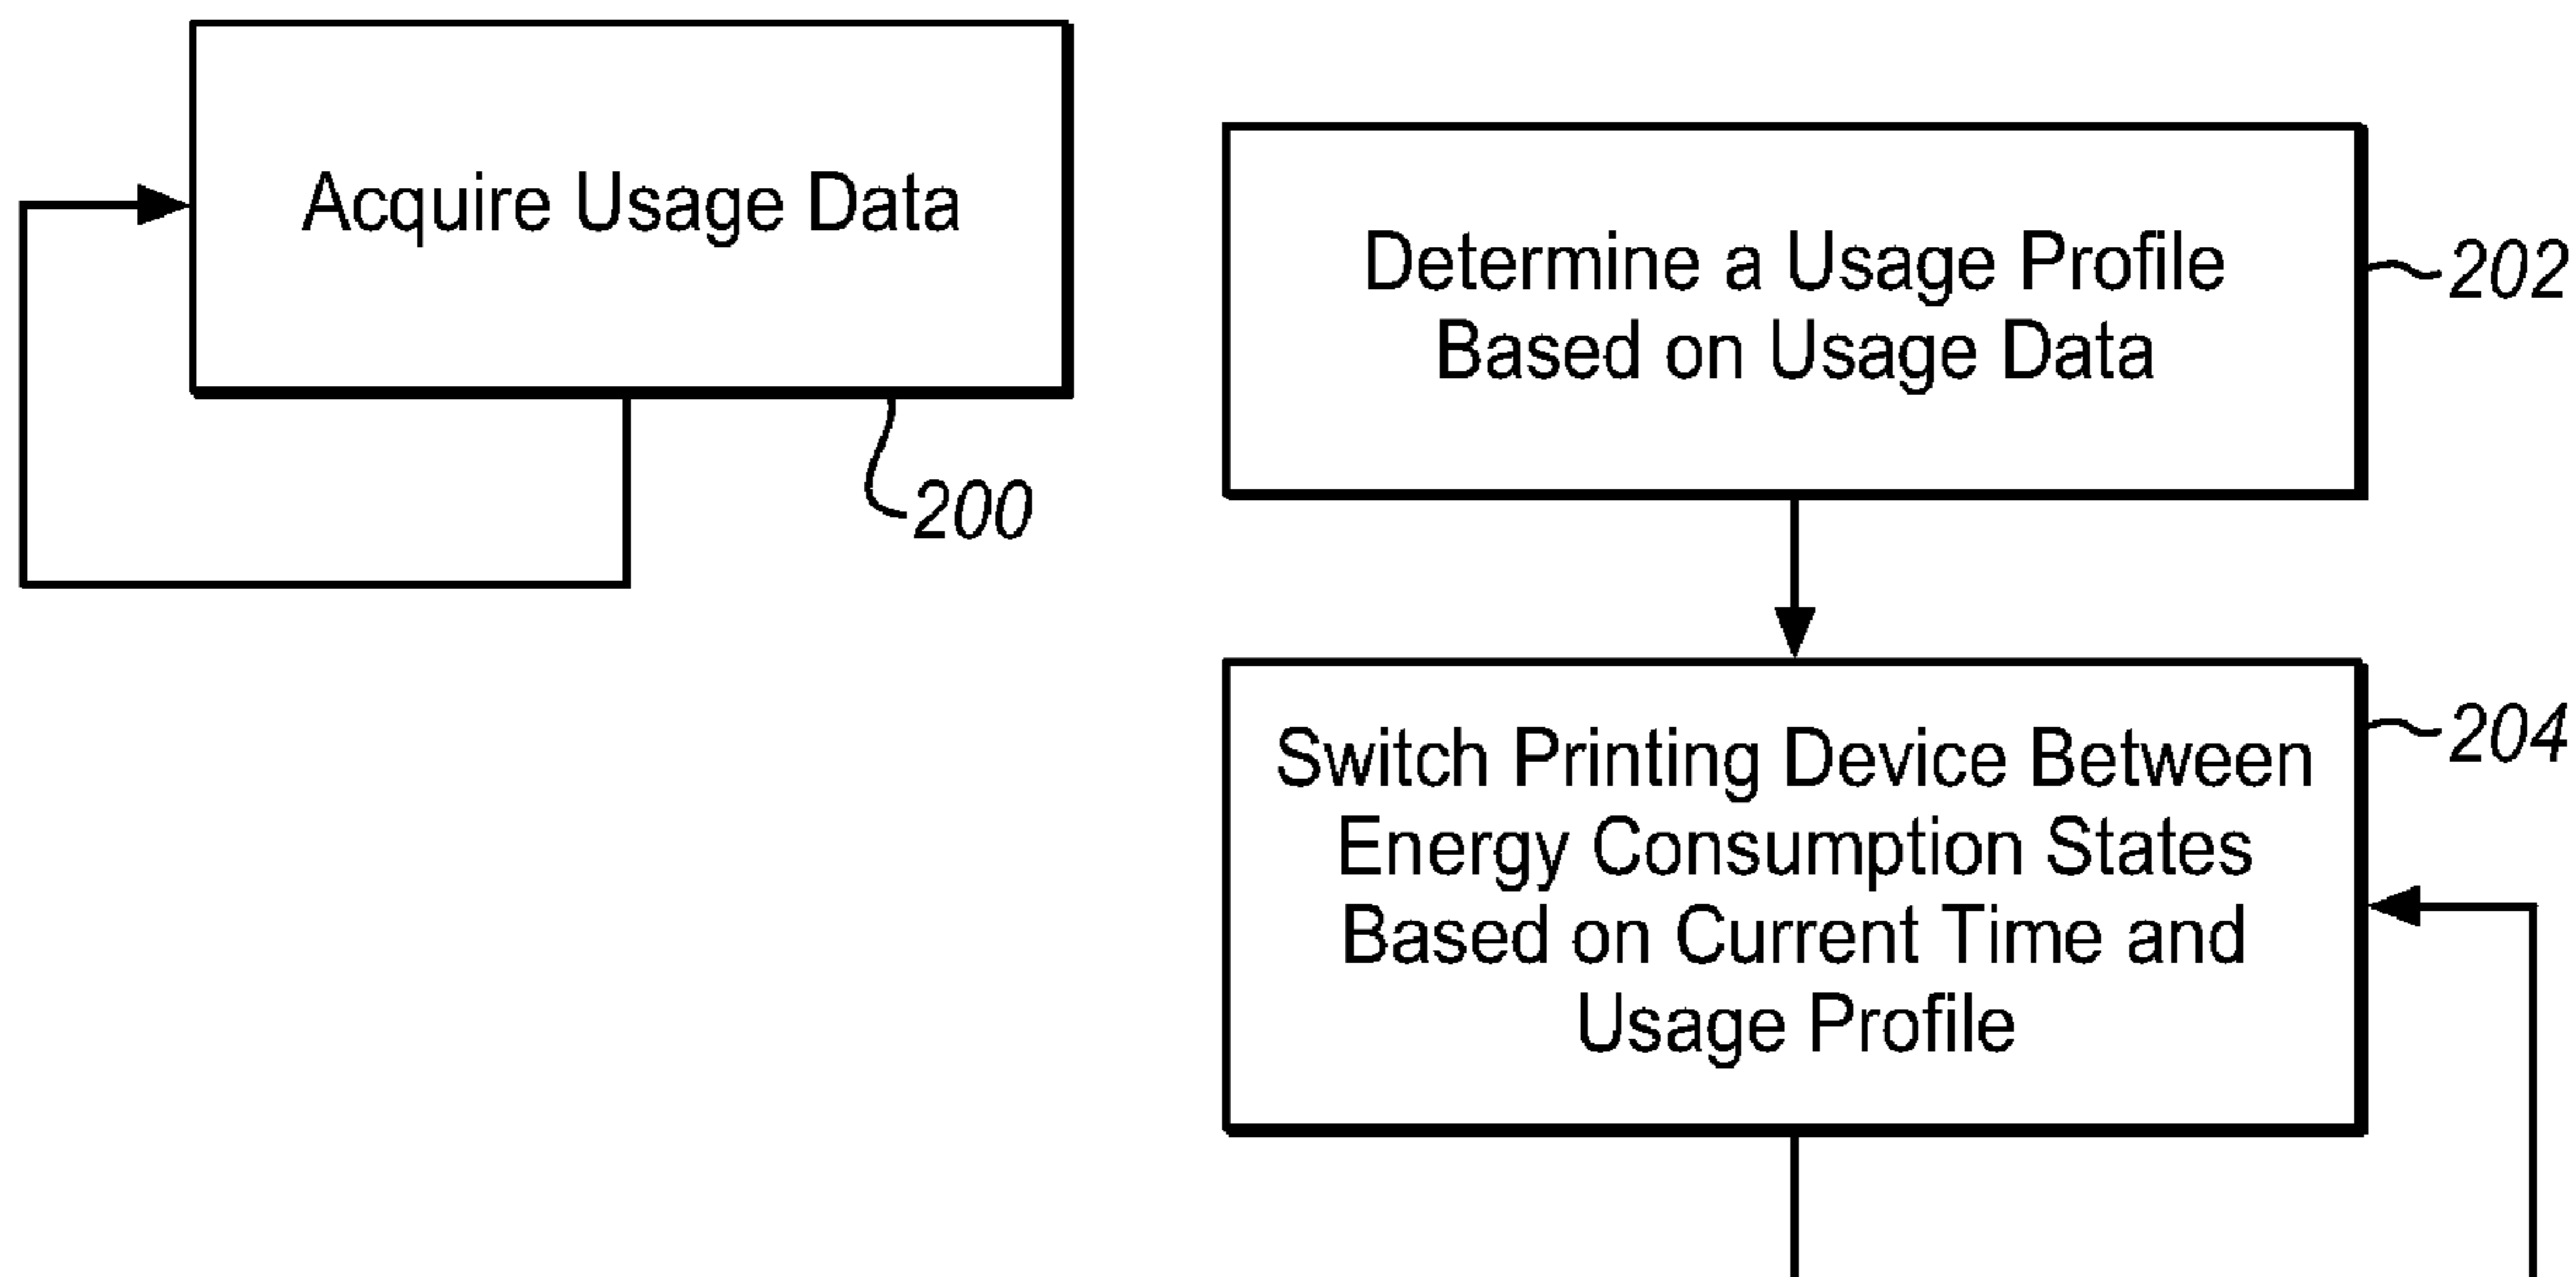 Acquire Usage Data
200
Determine a Usage Profile
Based on Usage Data
202
Switch Printing Device Between
Energy Consumption States
Based on Current Time and
Usage Profile
204